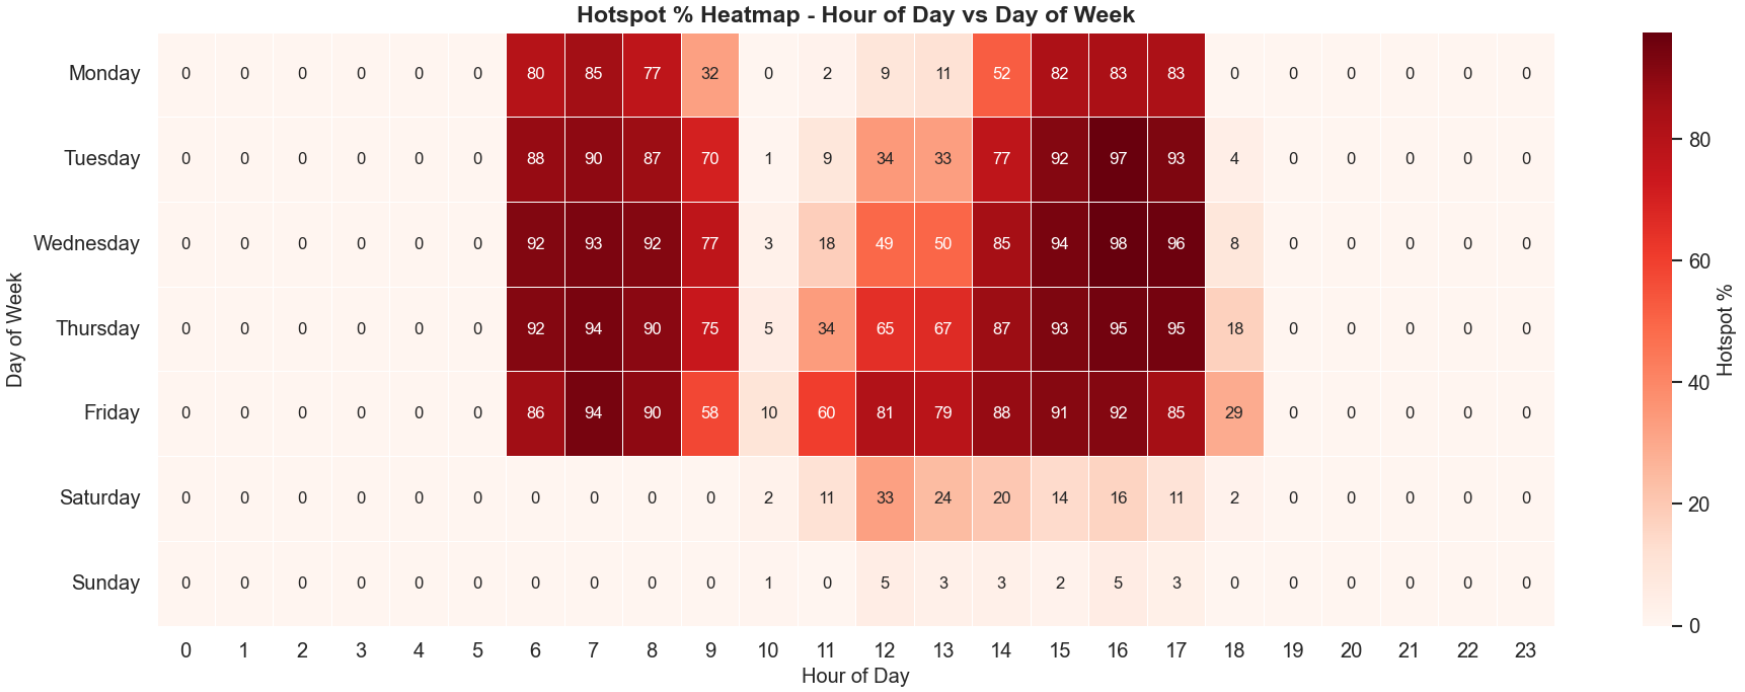 Hotspot % Heatmap - Hour of Day vs Day of Week
Day of Week
Monday 0 0 0 0 0 0 80 85 77 32 0 2 9 11 52 82 83 83 0 0 0 0 0 0
Tuesday 0 0 0 0 0 0 88 90 87 70 1 9 34 33 77 92 97 93 4 0 0 0 0 0
Wednesday 0 0 0 0 0 0 92 93 92 77 3 18 49 50 85 94 98 96 8 0 0 0 0 0
Thursday 0 0 0 0 0 0 92 94 90 75 5 34 65 67 87 93 95 95 18 0 0 0 0 0
Friday 0 0 0 0 0 0 86 94 90 58 10 60 81 79 88 91 92 85 29 0 0 0 0 0
Saturday 0 0 0 0 0 0 0 0 0 0 2 11 33 24 20 14 16 11 2 0 0 0 0 0
Sunday 0 0 0 0 0 0 0 0 0 0 1 0 5 3 3 2 5 3 0 0 0 0 0 0
0 1 2 3 4 5 6 7 8 9 10 11 12 13 14 15 16 17 18 19 20 21 22 23
Hour of Day
80
60
40
20
0
Hotspot %